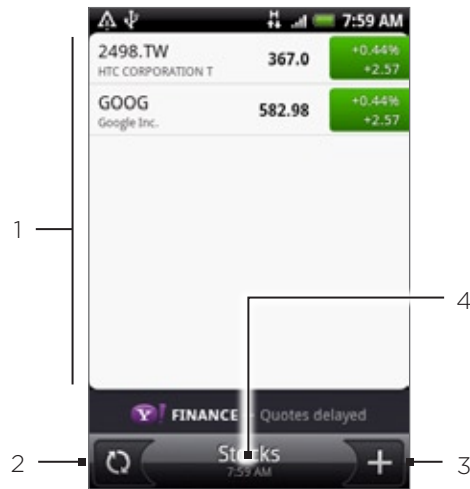 7:59 AM
2498.TW 367.0 +0.44%
HTC CORPORATION T +2.57
GOOG 582.98 +0.44%
Google Inc. +2.57
1
4
Y! FINANCE - Quotes delayed
2
Stocks
7:59 AM
3